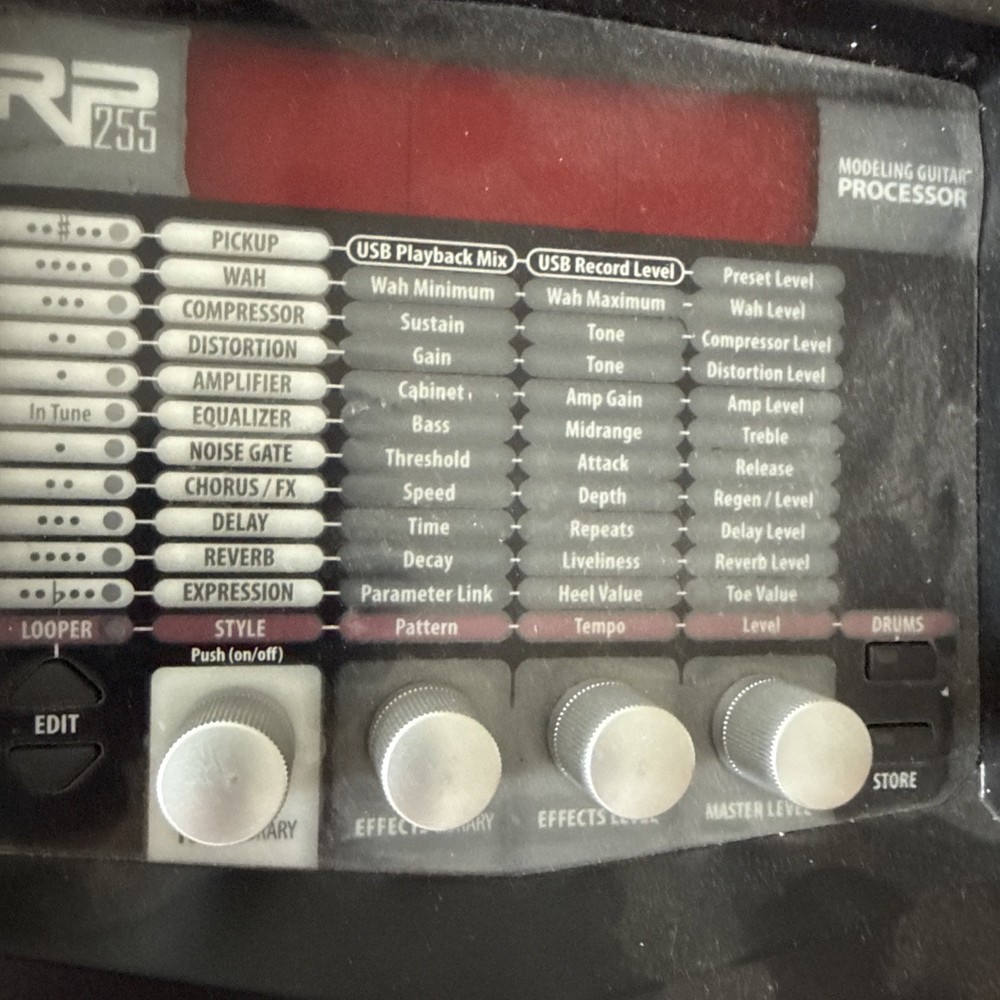 RP255
MODELING GUITAR
PROCESSOR
PICKUP USB Playback Mix USB Record Level Preset Level
WAH Wah Minimum Wah Maximum Wah Level
COMPRESSOR Sustain Tone Compressor Level
DISTORTION Gain Tone Distortion Level
AMPLIFIER Cabinet Amp Gain Amp Level
In Tune EQUALIZER Bass Midrange Treble
NOISE GATE Threshold Attack Release
CHORUS / FX Speed Depth Regen / Level
DELAY Time Repeats Delay Level
REVERB Decay Liveliness Reverb Level
EXPRESSION Parameter Link Heel Value Toe Value
LOOPER STYLE Pattern Tempo Level DRUMS
Push (on/off)
EDIT
STORE
EFFECTS LEVEL MASTER LEVEL